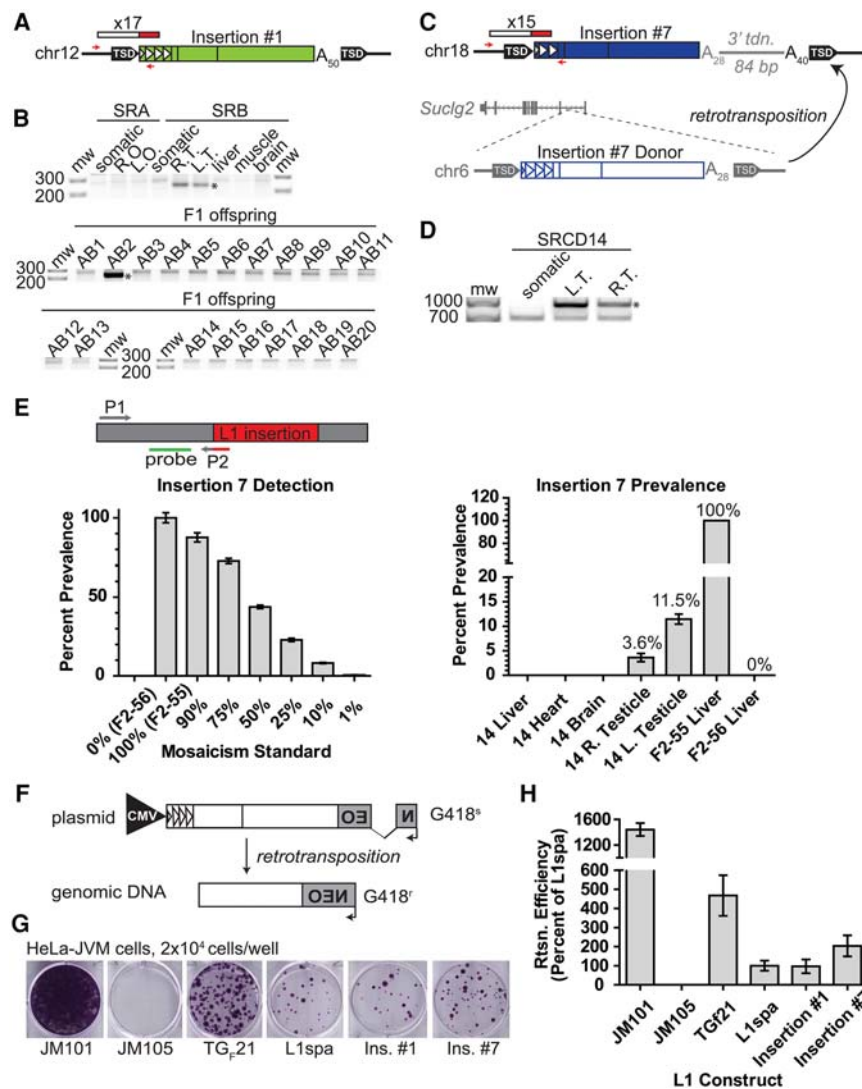 A
x17
Insertion #1
chr12
TSD
A50
TSD
B
SRA
SRB
mw
somatic
R.O.
L.O.
somatic
R.T.
L.T.
liver
muscle
brain
mw
300
200
*
F1 offspring
mw
AB1
AB2
AB3
AB4
AB5
AB6
AB7
AB8
AB9
AB10
AB11
300
200
*
F1 offspring
AB12
AB13
mw
300
200
mw
AB14
AB15
AB16
AB17
AB18
AB19
AB20
C
x15
Insertion #7
chr18
TSD
A28
3' tdn.
84 bp
A40
TSD
Suclg2
retrotransposition
Insertion #7 Donor
chr6
TSD
A28
TSD
D
SRCD14
mw
somatic
L.T.
R.T.
1000
700
*
E
P1
L1 insertion
probe
P2
Insertion 7 Detection
Percent Prevalence
100
50
0
0% (F2-56)
100% (F2-55)
90%
75%
50%
25%
10%
1%
Mosaicism Standard
Insertion 7 Prevalence
Percent Prevalence
100
80
60
40
20
15
10
5
0
3.6%
11.5%
100%
0%
14 Liver
14 Heart
14 Brain
14 R. Testicle
14 L. Testicle
F2-55 Liver
F2-56 Liver
F
plasmid
CMV
EO
N
G418s
retrotransposition
genomic DNA
NEO
G418r
G
HeLa-JVM cells, 2x10⁴ cells/well
JM101
JM105
TGF21
L1spa
Ins. #1
Ins. #7
H
Rtsn. Efficiency
(Percent of L1spa)
1600
1300
600
500
400
300
200
100
0
JM101
JM105
TGf21
L1spa
Insertion #1
Insertion #7
L1 Construct